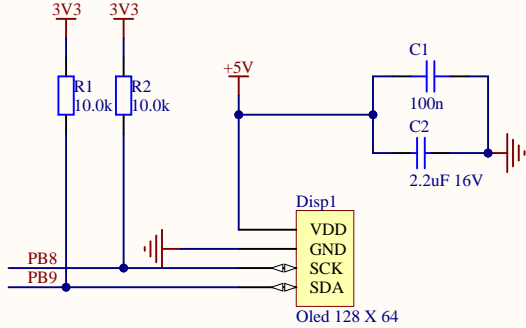 3V3
3V3
R1
10.0k
R2
10.0k
+5V
C1
100n
C2
2.2uF 16V
Disp1
VDD
GND
SCK
SDA
PB8
PB9
Oled 128 X 64